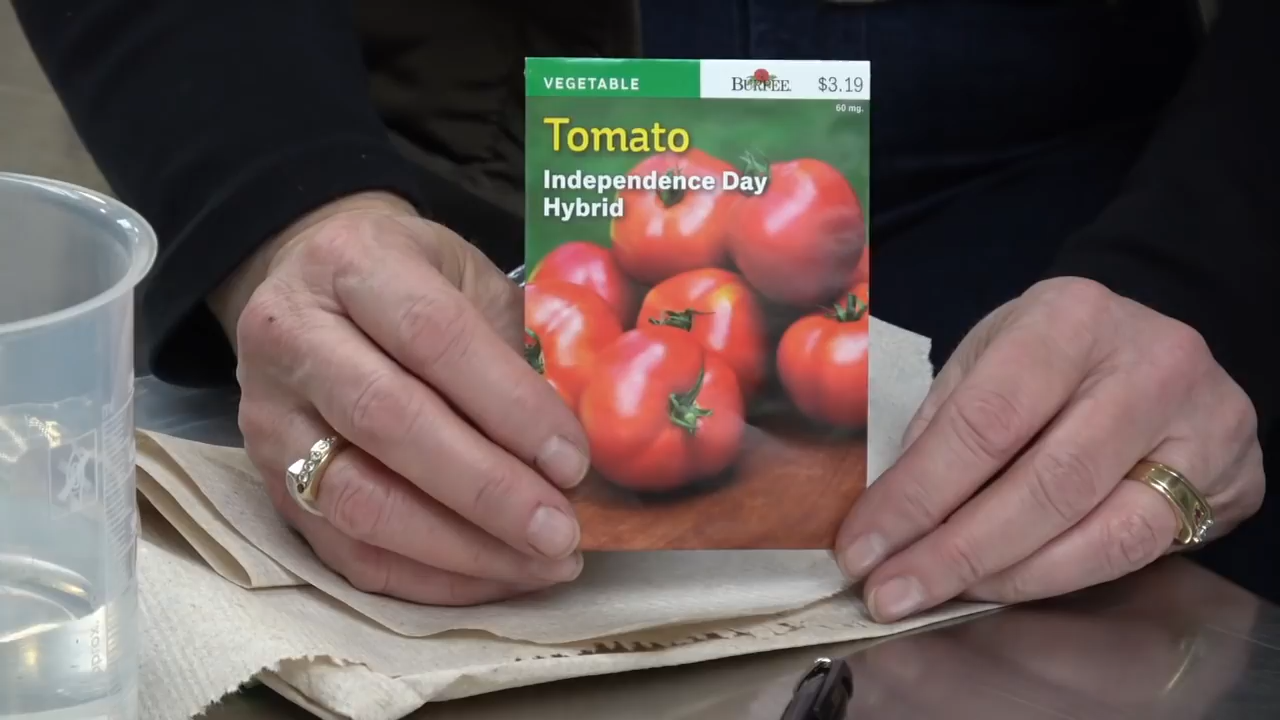 VEGETABLE
BURPEE.
$3.19
60 mg.
Tomato
Independence Day
Hybrid